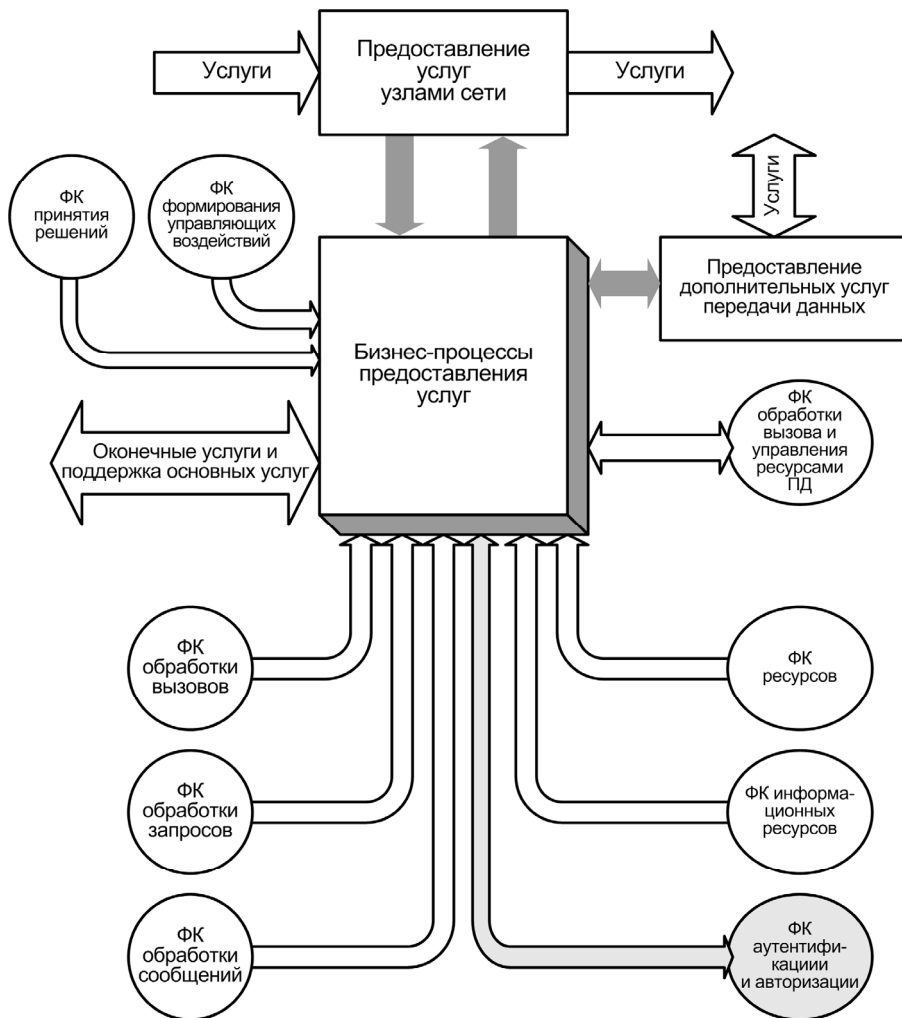 Предоставление
услуг
узлами сети
Услуги
Услуги
Услуги
ФК
принятия
решений
ФК
формирования
управляющих
воздействий
Предоставление
дополнительных услуг
передачи данных
Бизнес-процессы
предоставления
услуг
Оконечные услуги и
поддержка основных услуг
ФК
обработки
вызова и
управления
ресурсами
ПД
ФК
обработки
вызовов
ФК
ресурсов
ФК
обработки
запросов
ФК информа-
ционных
ресурсов
ФК
обработки
сообщений
ФК
аутентифи-
кациии
и авторизации